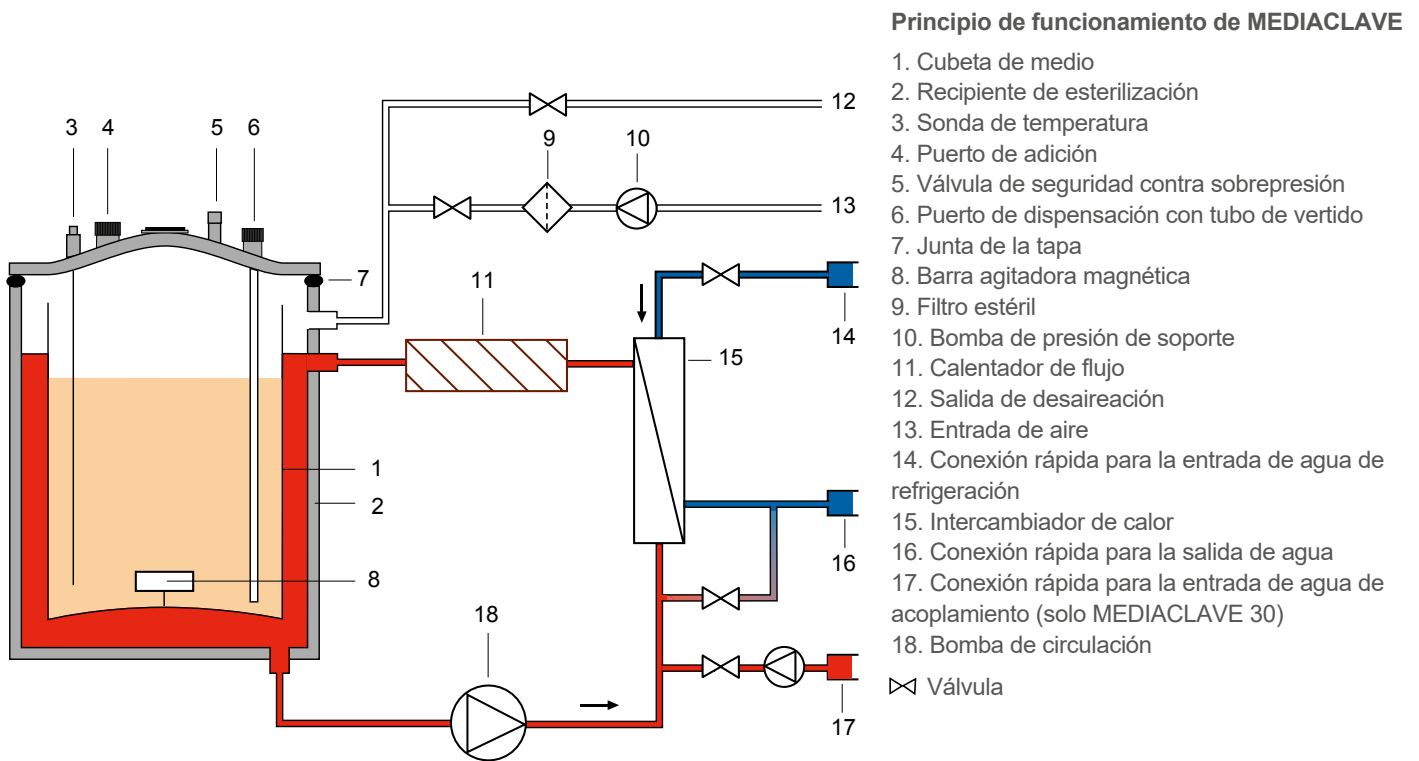 Principio de funcionamiento de MEDIACLAVE
1. Cubeta de medio
2. Recipiente de esterilización
3. Sonda de temperatura
4. Puerto de adición
5. Válvula de seguridad contra sobrepresión
6. Puerto de dispensación con tubo de vertido
7. Junta de la tapa
8. Barra agitadora magnética
9. Filtro estéril
10. Bomba de presión de soporte
11. Calentador de flujo
12. Salida de desaireación
13. Entrada de aire
14. Conexión rápida para la entrada de agua de
refrigeración
15. Intercambiador de calor
16. Conexión rápida para la salida de agua
17. Conexión rápida para la entrada de agua de
acoplamiento (solo MEDIACLAVE 30)
18. Bomba de circulación
Válvula
12
3 4 5 6 9 10
13
7
11
14
15
1
2
16
8
18
17